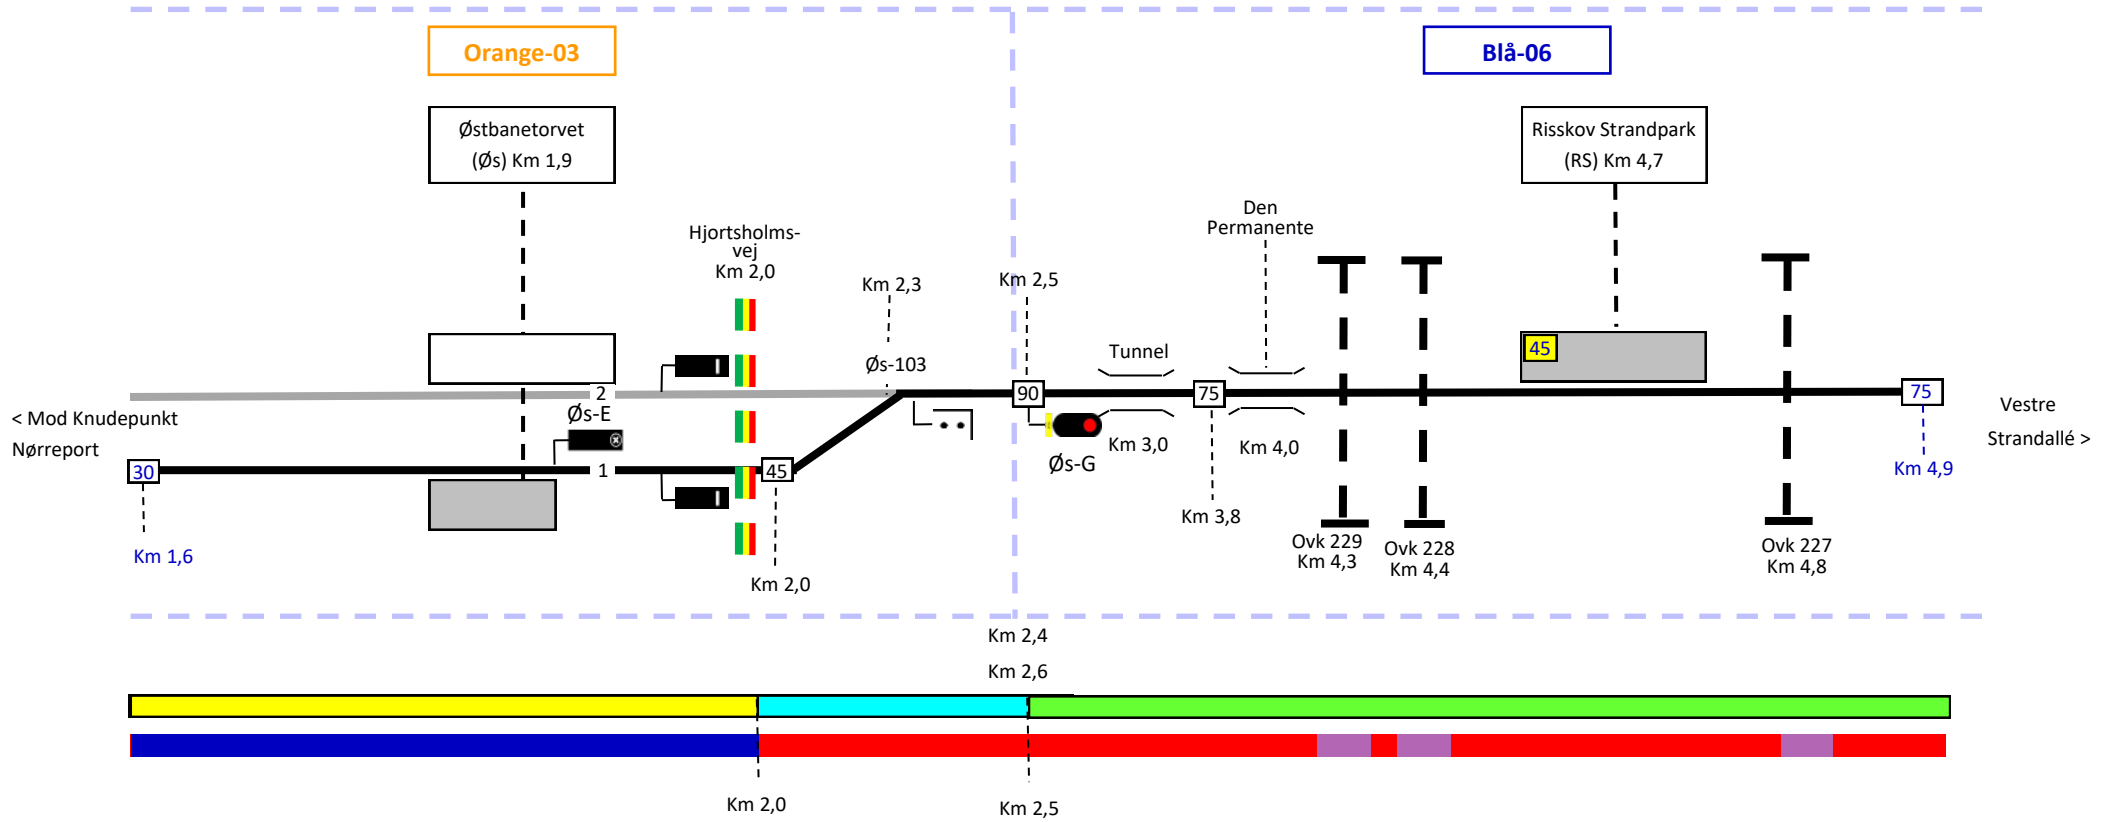 Orange-03
Blå-06
Østbanetorvet
(Øs) Km 1,9
Risskov Strandpark
(RS) Km 4,7
Hjortsholms-
vej
Km 2,0
Den
Permanente
Km 2,3
Km 2,5
Øs-103
Tunnel
45
2
Øs-E
90
75
75
< Mod Knudepunkt
Nørreport
Vestre
Strandallé >
30
1
45
Øs-G
Km 3,0
Km 4,0
Km 4,9
Km 3,8
Km 1,6
Km 2,0
Ovk 229
Km 4,3
Ovk 228
Km 4,4
Ovk 227
Km 4,8
Km 2,4
Km 2,6
Km 2,0
Km 2,5